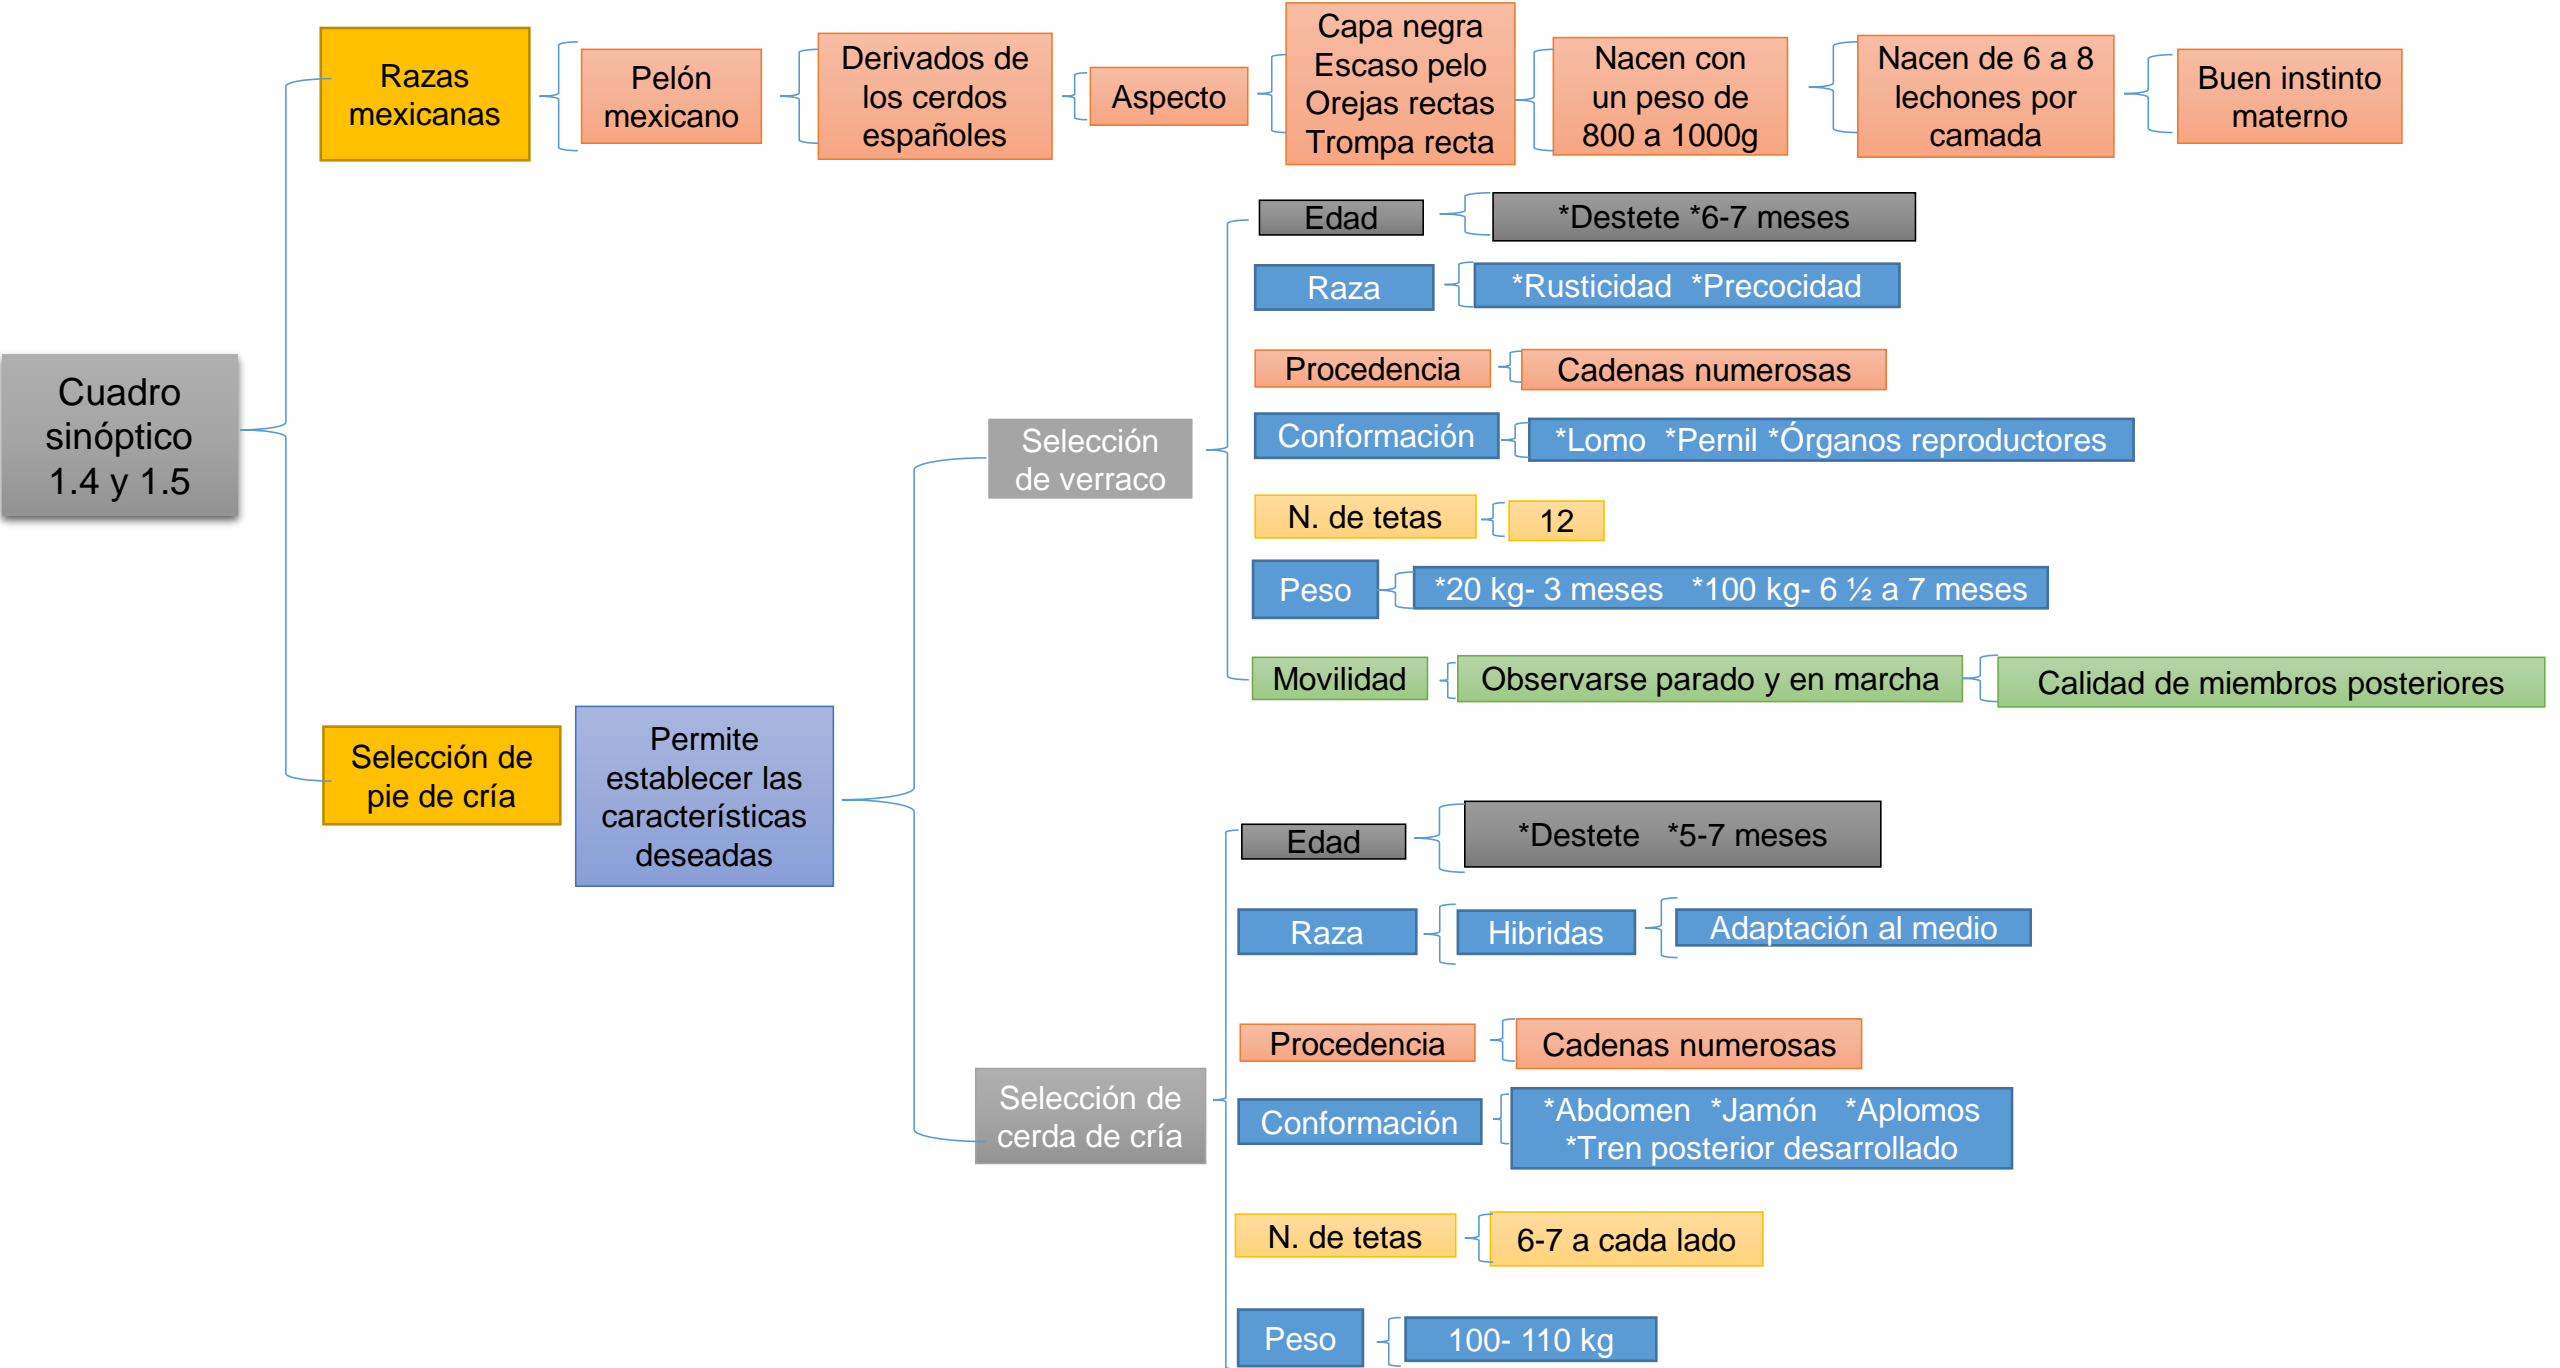 Cuadro
sinóptico
1.4 y 1.5
Razas
mexicanas
Pelón
mexicano
Derivados de
los cerdos
españoles
Aspecto
Capa negra
Escaso pelo
Orejas rectas
Trompa recta
Nacen con
un peso de
800 a 1000g
Nacen de 6 a 8
lechones por
camada
Buen instinto
materno
Selección de
pie de cría
Permite
establecer las
características
deseadas
Selección
de verraco
Edad
*Destete *6-7 meses
Raza
*Rusticidad *Precocidad
Procedencia
Cadenas numerosas
Conformación
*Lomo *Pernil *Órganos reproductores
N. de tetas
12
Peso
*20 kg- 3 meses *100 kg- 6 ½ a 7 meses
Movilidad
Observarse parado y en marcha
Calidad de miembros posteriores
Selección de
cerda de cría
Edad
*Destete *5-7 meses
Raza
Hibridas
Adaptación al medio
Procedencia
Cadenas numerosas
Conformación
*Abdomen *Jamón *Aplomos
*Tren posterior desarrollado
N. de tetas
6-7 a cada lado
Peso
100- 110 kg